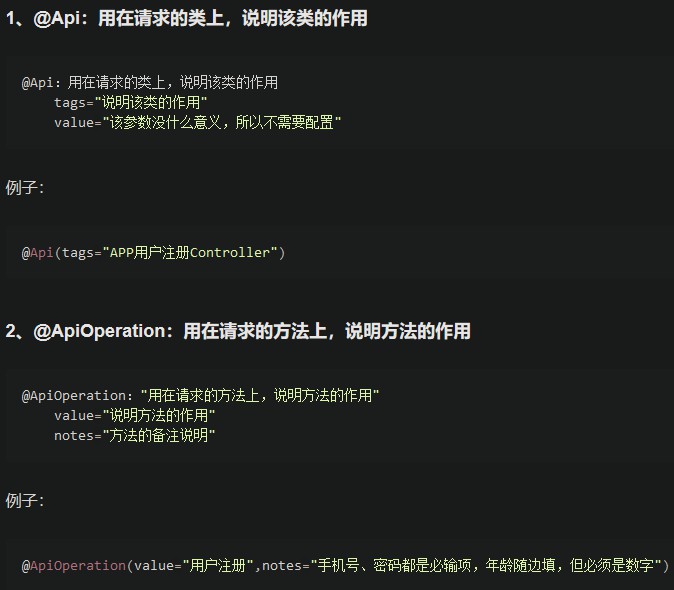 1、@Api：用在请求的类上，说明该类的作用
@Api：用在请求的类上，说明该类的作用
tags="说明该类的作用"
value="该参数没什么意义，所以不需要配置"
例子：
@Api(tags="APP用户注册Controller")
2、@ApiOperation：用在请求的方法上，说明方法的作用
@ApiOperation："用在请求的方法上，说明方法的作用"
value="说明方法的作用"
notes="方法的备注说明"
例子：
@ApiOperation(value="用户注册",notes="手机号、密码都是必输项，年龄随边填，但必须是数字")